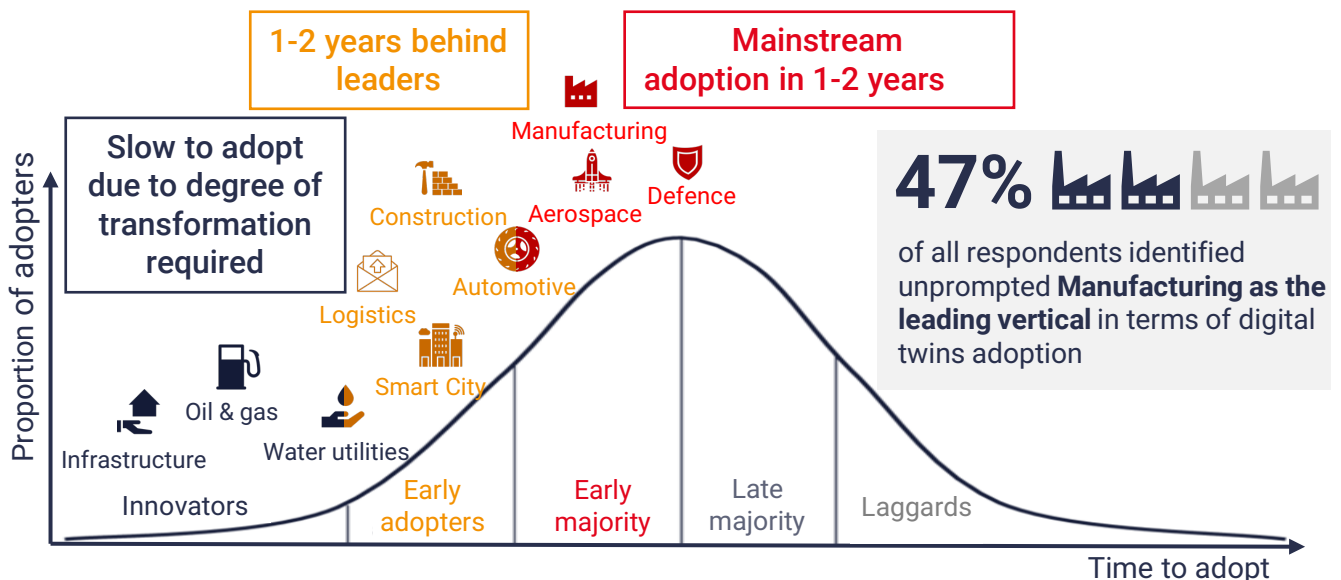 1-2 years behind
leaders
Mainstream
adoption in 1-2 years
Slow to adopt
due to degree of
transformation
required
Manufacturing
Defence
Aerospace
Construction
Automotive
Logistics
Smart City
Oil & gas
Water utilities
Infrastructure
47%
of all respondents identified
unprompted Manufacturing as the
leading vertical in terms of digital
twins adoption
Proportion of adopters
Innovators
Early
adopters
Early
majority
Late
majority
Laggards
Time to adopt